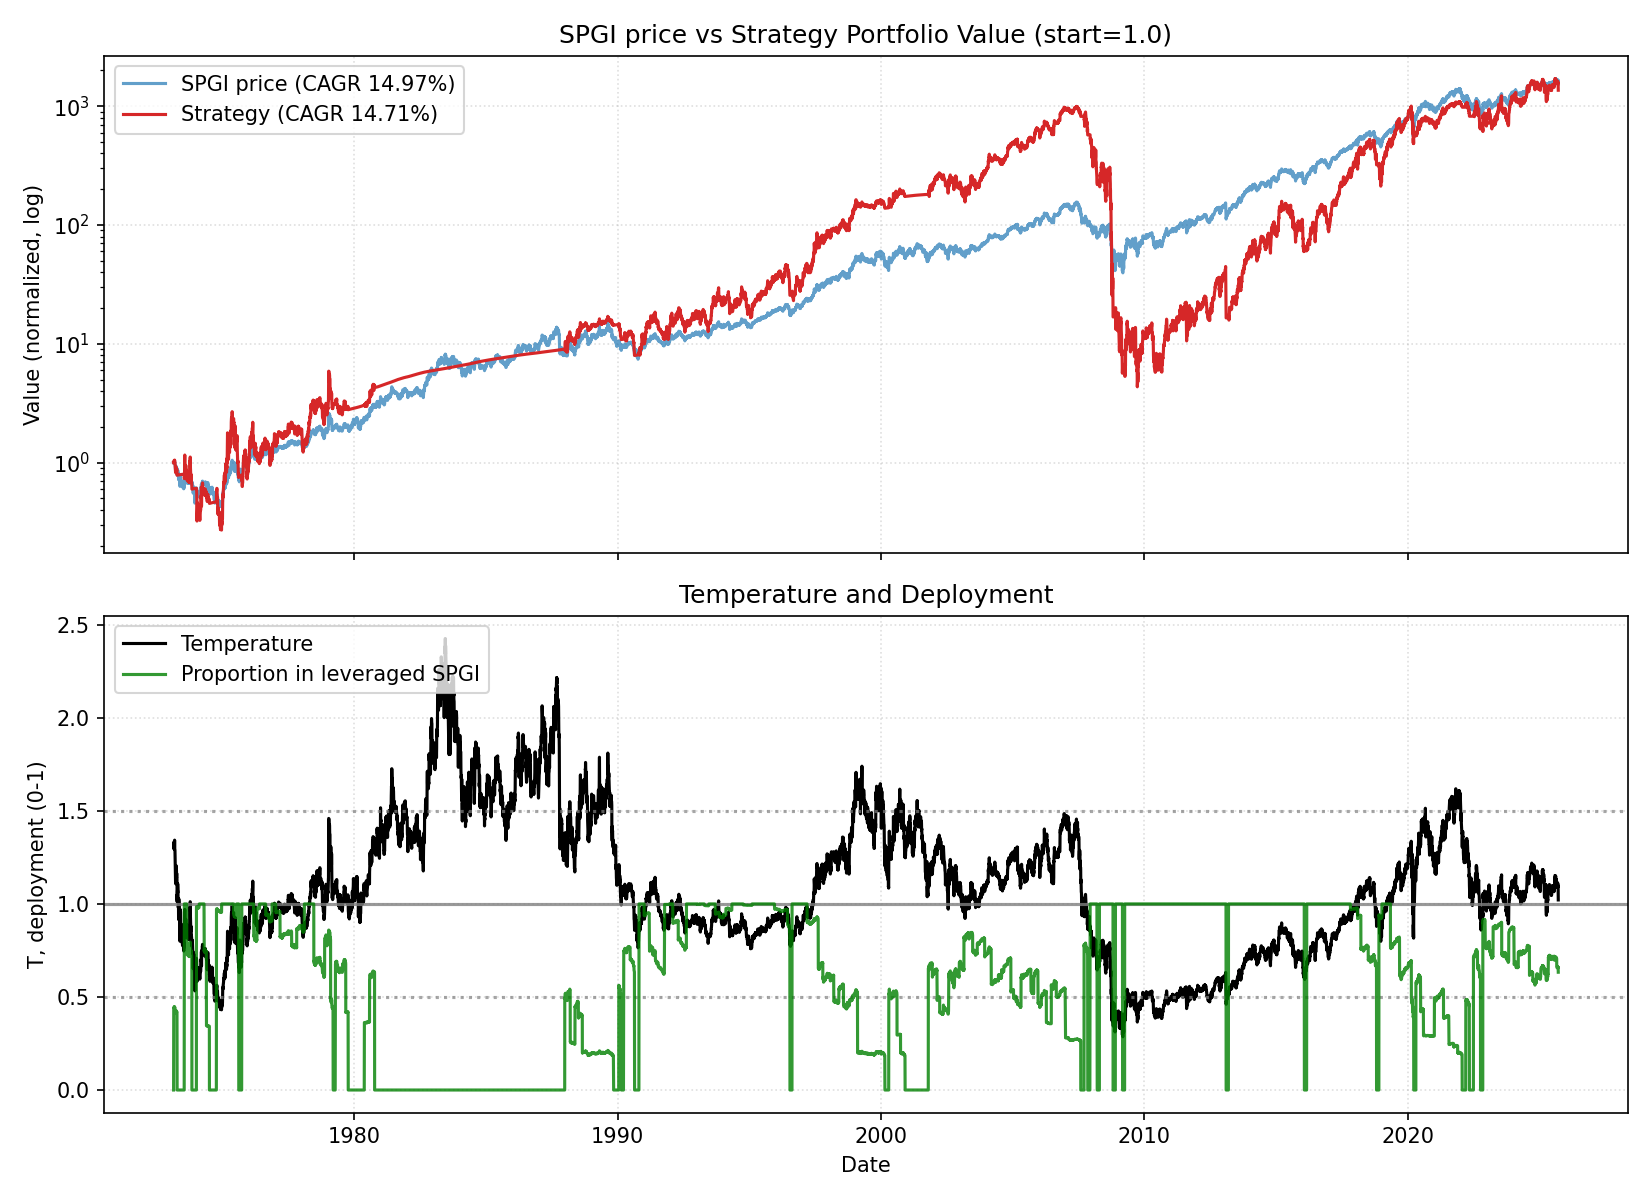 SPGI price vs Strategy Portfolio Value (start=1.0)
SPGI price (CAGR 14.97%)
Strategy (CAGR 14.71%)
Value (normalized, log)
10³
10²
10¹
10⁰
Temperature and Deployment
Temperature
Proportion in leveraged SPGI
T, deployment (0-1)
2.5
2.0
1.5
1.0
0.5
0.0
1980 1990 2000 2010 2020
Date